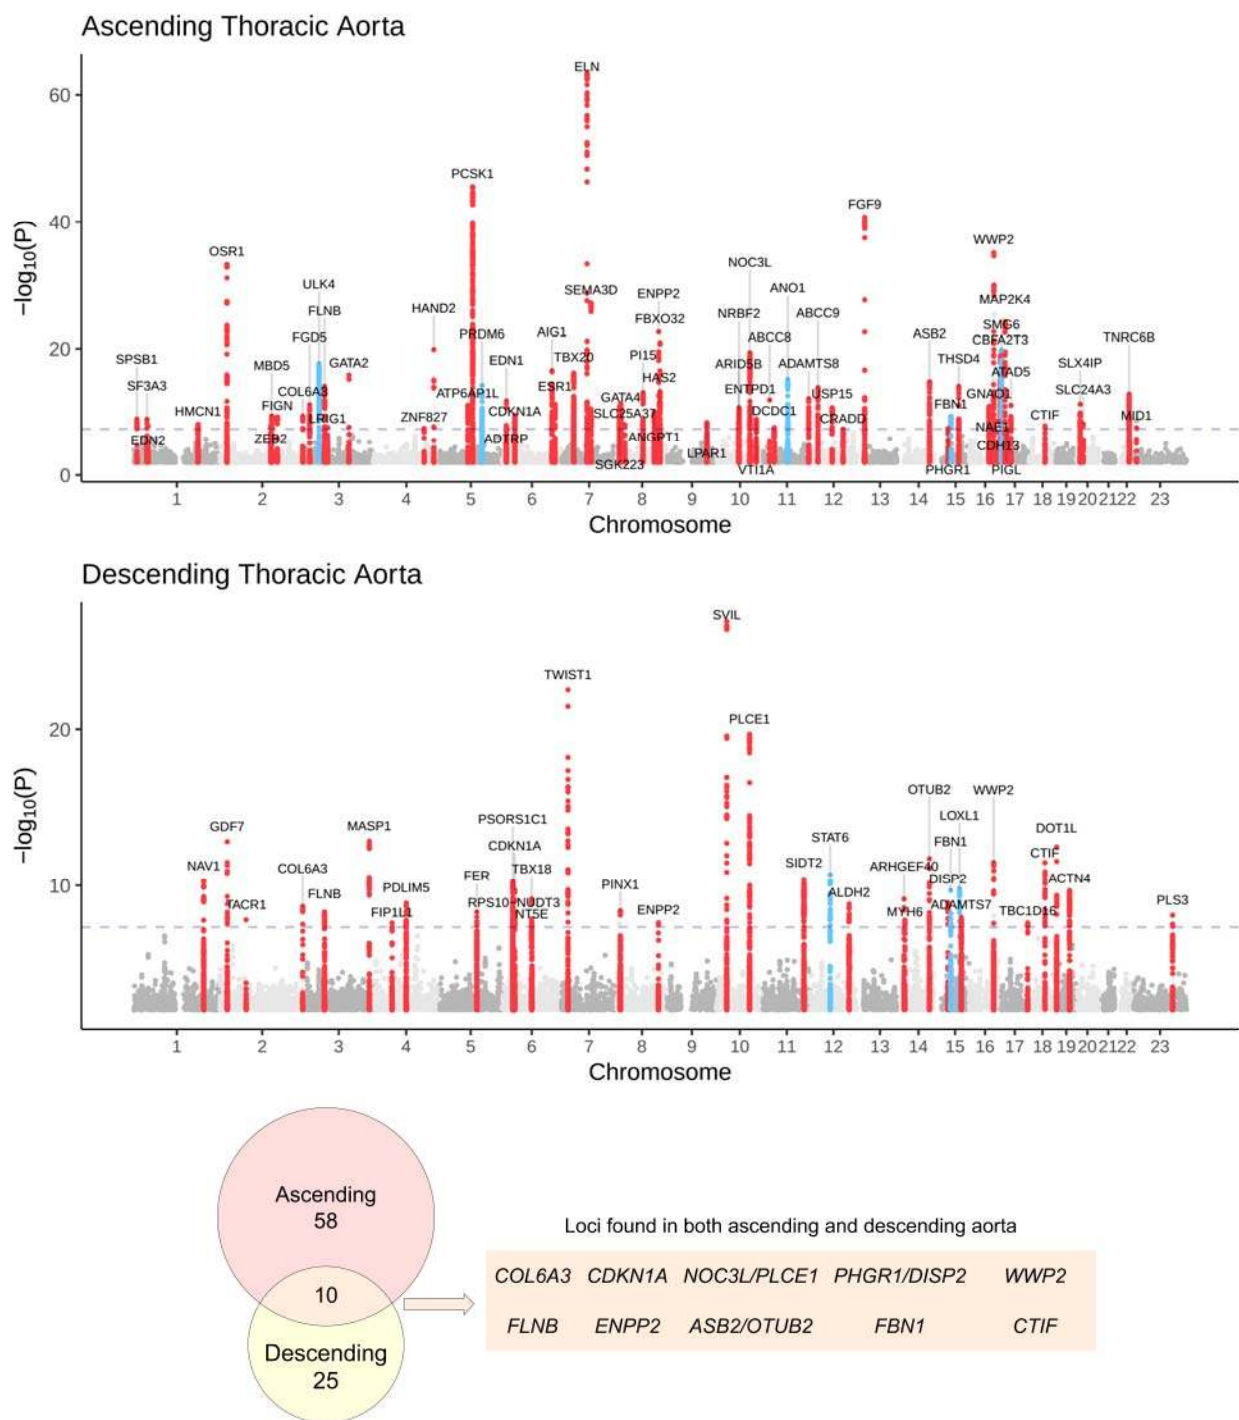 Ascending Thoracic Aorta
ELN
60
PCSK1
FGF9
40
WWP2
OSR1
NOC3L
ULK4
SEMA3D
ENPP2
ANO1
MAP2K4
FLNB
HAND2
FBXO32
NRBF2
ABCC9
SMG6
FGD5
PRDM6
AIG1
ABCC8
ASB2
CBFA2T3
TNRC6B
20
SPSB1
MBD5
GATA2
EDN1
TBX20
PI15
ARID5B
ADAMTS8
THSD4
ATAD5
SLX4IP
SF3A3
COL6A3
ATP6AP1L
ESR1
HAS2
ENTPD1
USP15
GNAO1
SLC24A3
HMCN1
FIGN
LRIG1
ZNF827
CDKN1A
GATA4
SLC25A37
DCDC1
CRADD
FBN1
NAE1
CTIF
MID1
EDN2
ZEB2
ADTRP
ANGPT1
LPAR1
CDH13
SGK223
VTI1A
PHGR1
PIGL
0
−log10(P)
1 2 3 4 5 6 7 8 9 10 11 12 13 14 15 16 17 18 19 20 21 22 23
Chromosome
Descending Thoracic Aorta
SVIL
TWIST1
PLCE1
20
OTUB2
WWP2
GDF7
MASP1
PSORS1C1
STAT6
LOXL1
DOT1L
CDKN1A
FBN1
CTIF
NAV1
COL6A3
FER
TBX18
SIDT2
ARHGEF40
DISP2
ACTN4
10
TACR1
FLNB
PDLIM5
RPS10−NUDT3
PINX1
ALDH2
ADAMTS7
PLS3
FIP1L1
NT5E
ENPP2
MYH6
TBC1D16
−log10(P)
1 2 3 4 5 6 7 8 9 10 11 12 13 14 15 16 17 18 19 20 21 22 23
Chromosome
Ascending
58
10
Descending
25
Loci found in both ascending and descending aorta
COL6A3 CDKN1A NOC3L/PLCE1 PHGR1/DISP2 WWP2
FLNB ENPP2 ASB2/OTUB2 FBN1 CTIF